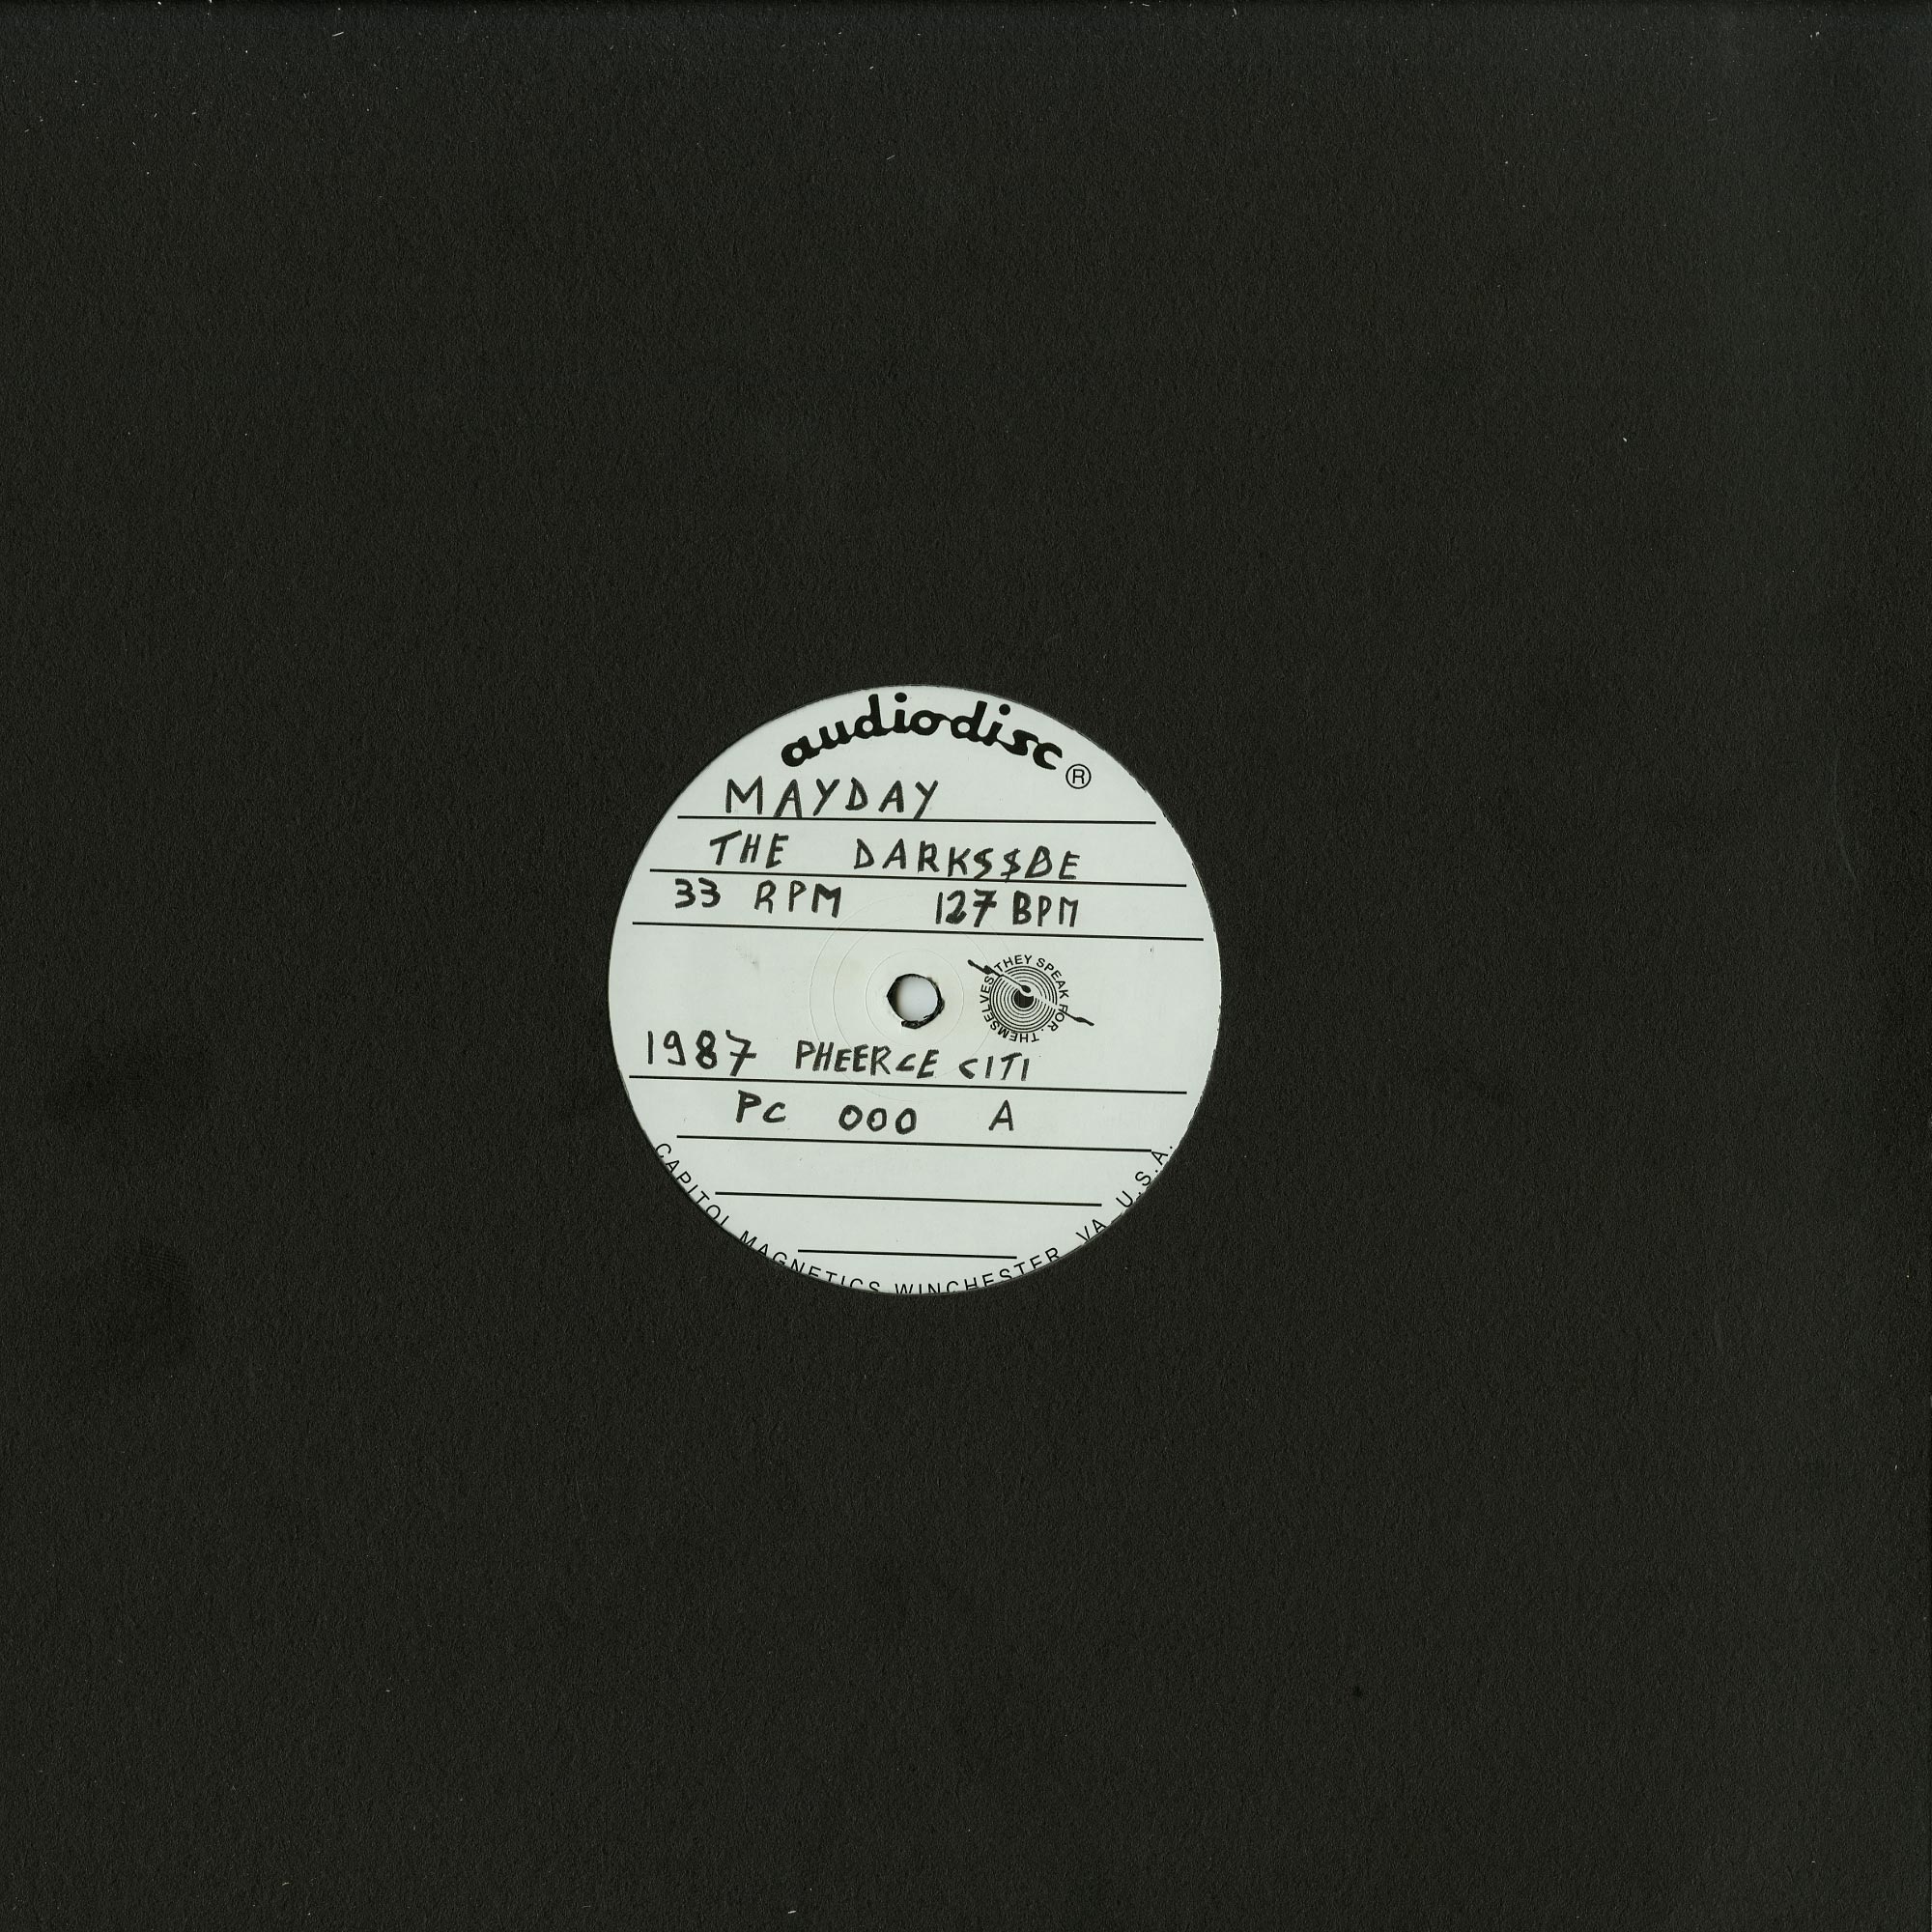 audiodisc ®
MAYDAY
THE DARKS$DE
33 RPM 127 BPM
THEY SPEAK FOR THEMSELVES
1987 PHEERCE CITI
PC 000 A
CAPITOL MAGNETICS WINCHESTER, VA. U.S.A.